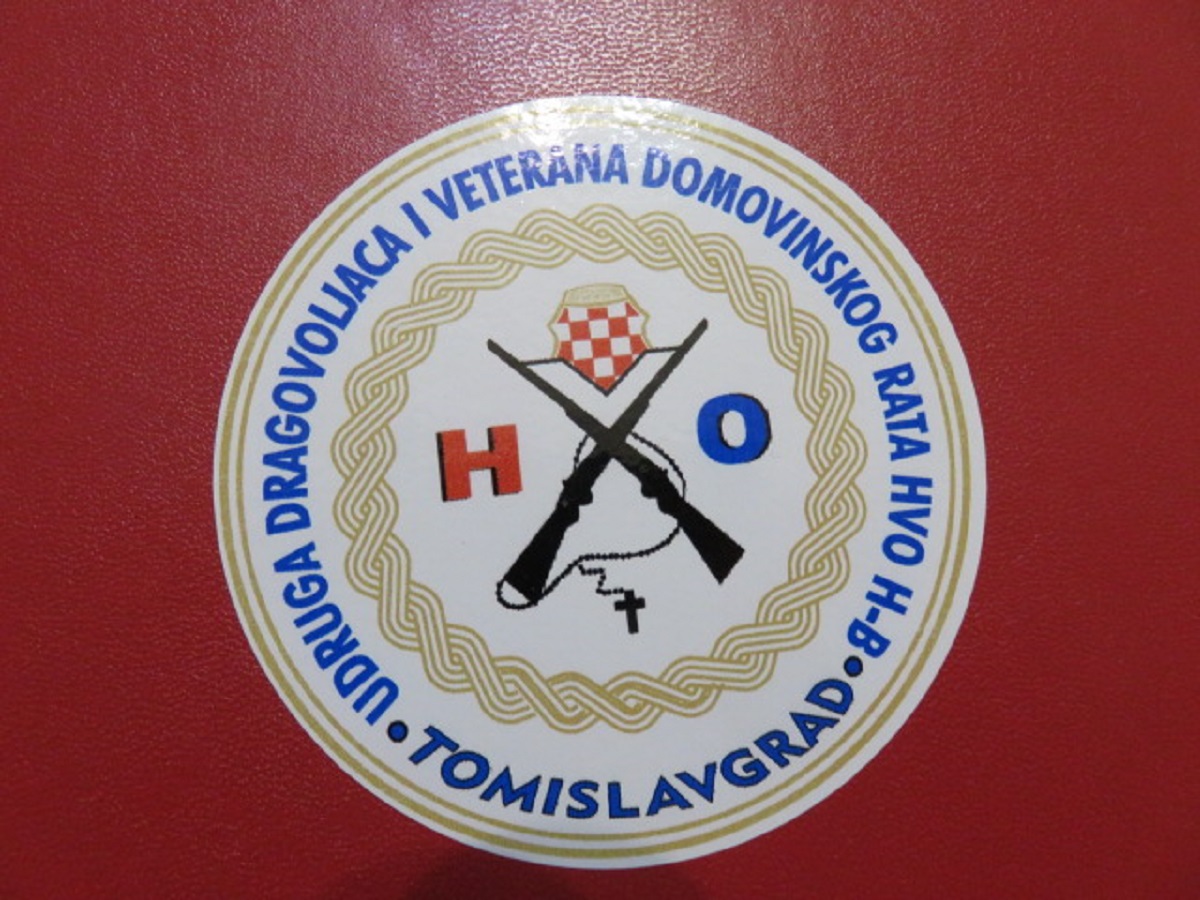 UDRUGA DRAGOVOLJACA I VETERANA DOMOVINSKOG RATA HVO H-B
H O
• TOMISLAVGRAD •